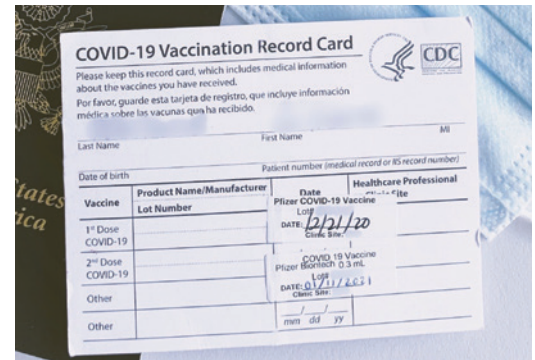 COVID-19 Vaccination Record Card
CDC
Please keep this record card, which includes medical information
about the vaccines you have received.
Por favor, guarde esta tarjeta de registro, que incluye información
médica sobre las vacunas que ha recibido.
Last Name First Name MI
Date of birth Patient number (medical record or IIS record number)
Vaccine Product Name/Manufacturer Date Healthcare Professional
Lot Number Site
Pfizer COVID-19 Vaccine
Lot#
1st Dose
COVID-19
DATE: 12/21/20
Clinic Site:
2nd Dose
COVID-19
COVID-19 Vaccine
Pfizer Biontech 0.3 mL
Lot#
DATE: 01/11/2021
Clinic Site:
Other
Other
mm dd yy